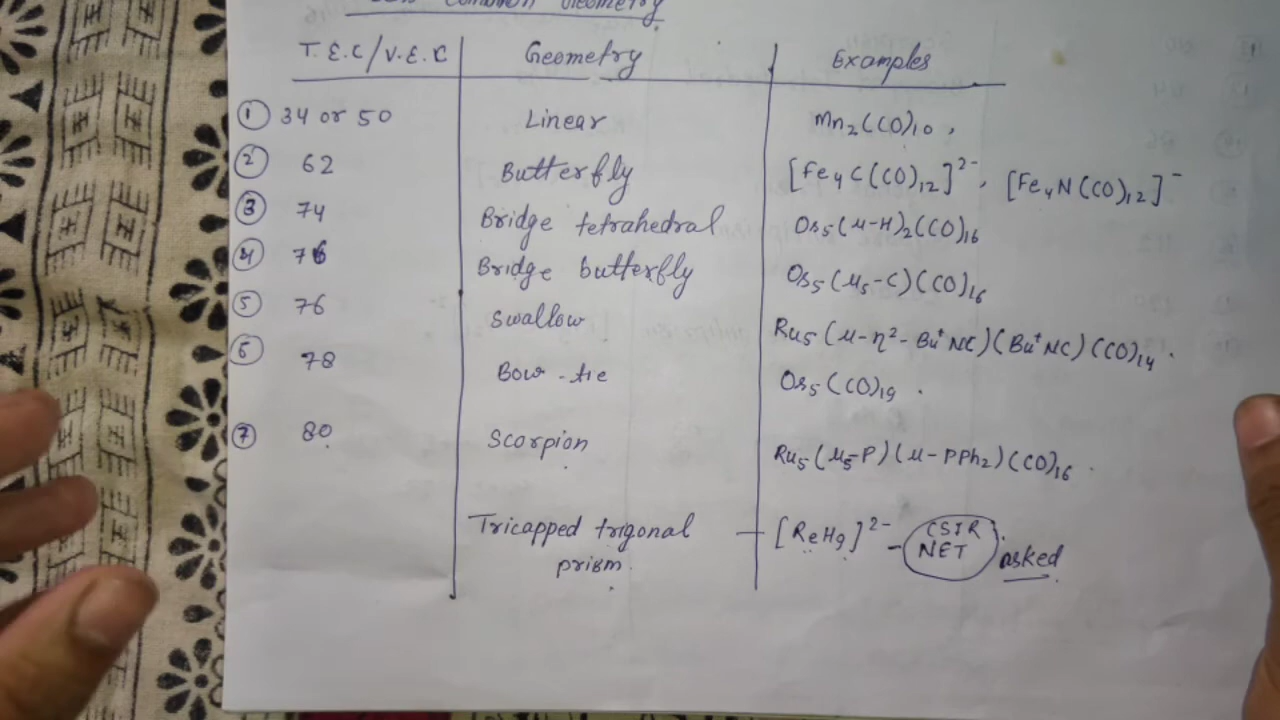 Common Geometry
T.E.C/V.E.C Geometry Examples
① 34 or 50 Linear Mn₂(CO)₁₀,
② 62 Butterfly [Fe₄C(CO)₁₂]²⁻, [Fe₄N(CO)₁₂]⁻
③ 74 Bridge tetrahedral Os₅(μ-H)₂(CO)₁₆
④ 76 Bridge butterfly Os₅(μ₅-C)(CO)₁₆
⑤ 76 Swallow Ru₅(μ-η²-BuᵗNC)(BuᵗNC)(CO)₁₄.
⑥ 78 Bow-tie Os₅(CO)₁₉.
⑦ 80 Scorpion Ru₅(μ₅-P)(μ-PPh₂)(CO)₁₆.
Tricapped trigonal — [ReH₉]²⁻ - CSIR
prism. NET asked